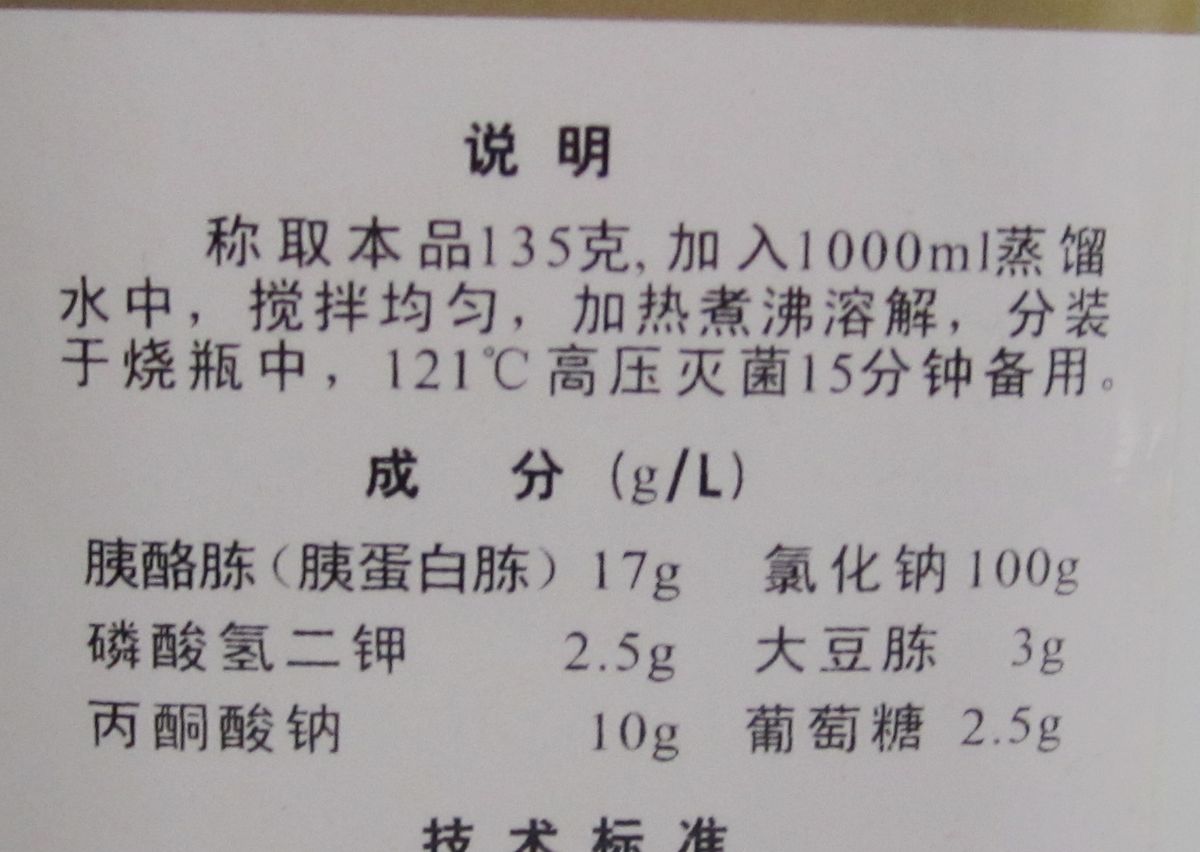 说 明
称取本品135克, 加入1000ml蒸馏
水中，搅拌均匀，加热煮沸溶解，分装
于烧瓶中，121℃高压灭菌15分钟备用。
成 分 (g/L)
胰酪胨（胰蛋白胨）17g 氯化钠 100g
磷酸氢二钾 2.5g 大豆胨 3g
丙酮酸钠 10g 葡萄糖 2.5g
技术标准